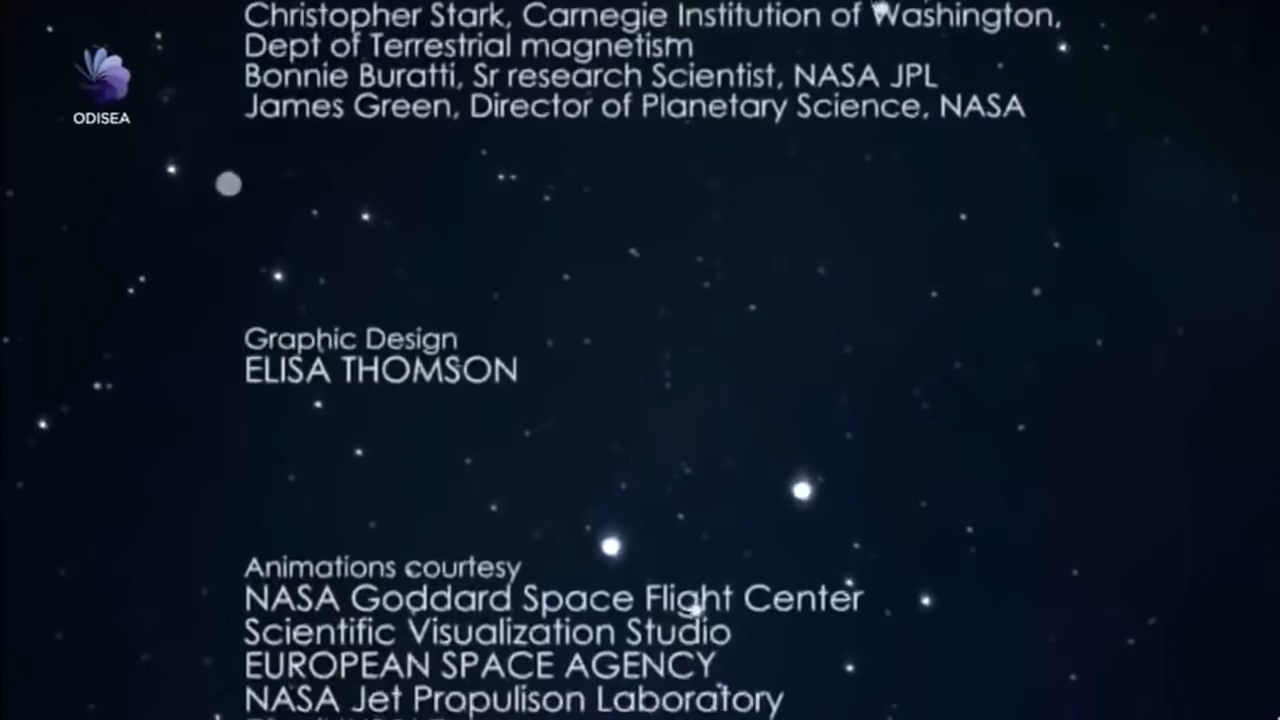 Christopher Stark, Carnegie Institution of Washington,
Dept of Terrestrial magnetism
Bonnie Buratti, Sr research Scientist, NASA JPL
James Green, Director of Planetary Science, NASA
ODISEA
Graphic Design
ELISA THOMSON
Animations courtesy
NASA Goddard Space Flight Center
Scientific Visualization Studio
EUROPEAN SPACE AGENCY
NASA Jet Propulison Laboratory